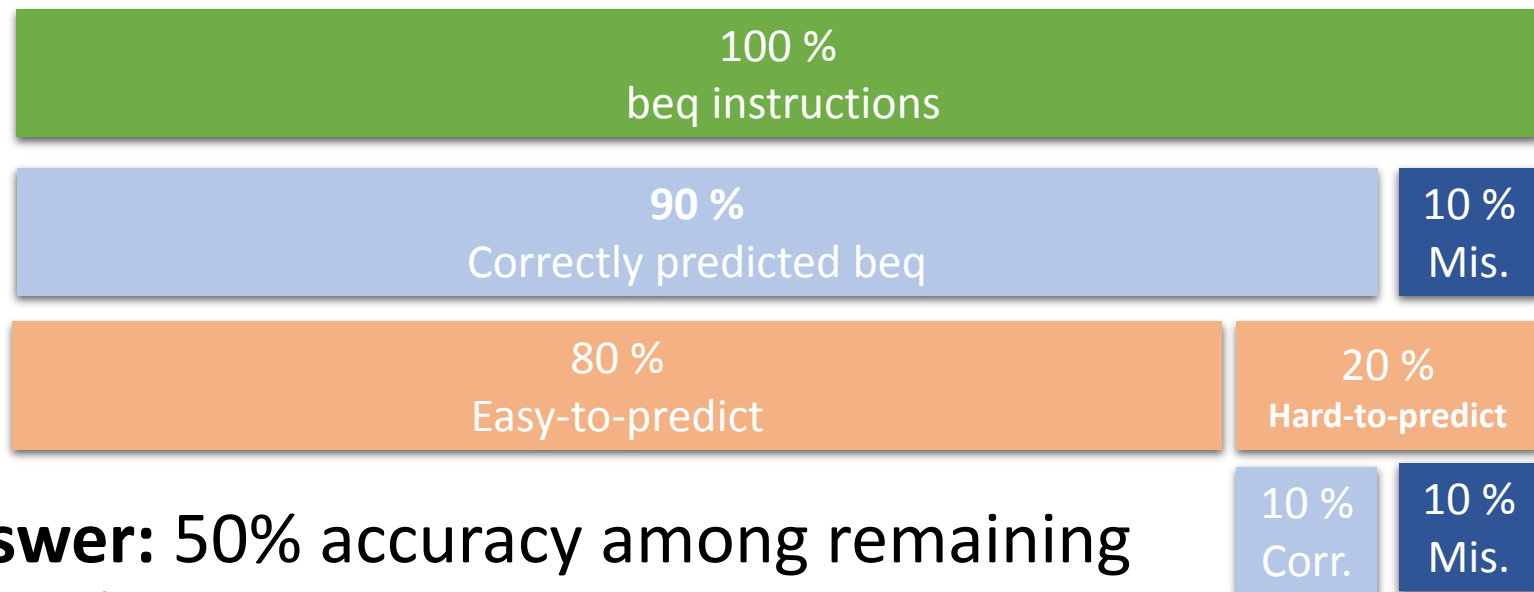 100 %
beq instructions
90 %
Correctly predicted beq
10 %
Mis.
80 %
Easy-to-predict
20 %
Hard-to-predict
swer: 50% accuracy among remaining
10 %
Corr.
10 %
Mis.